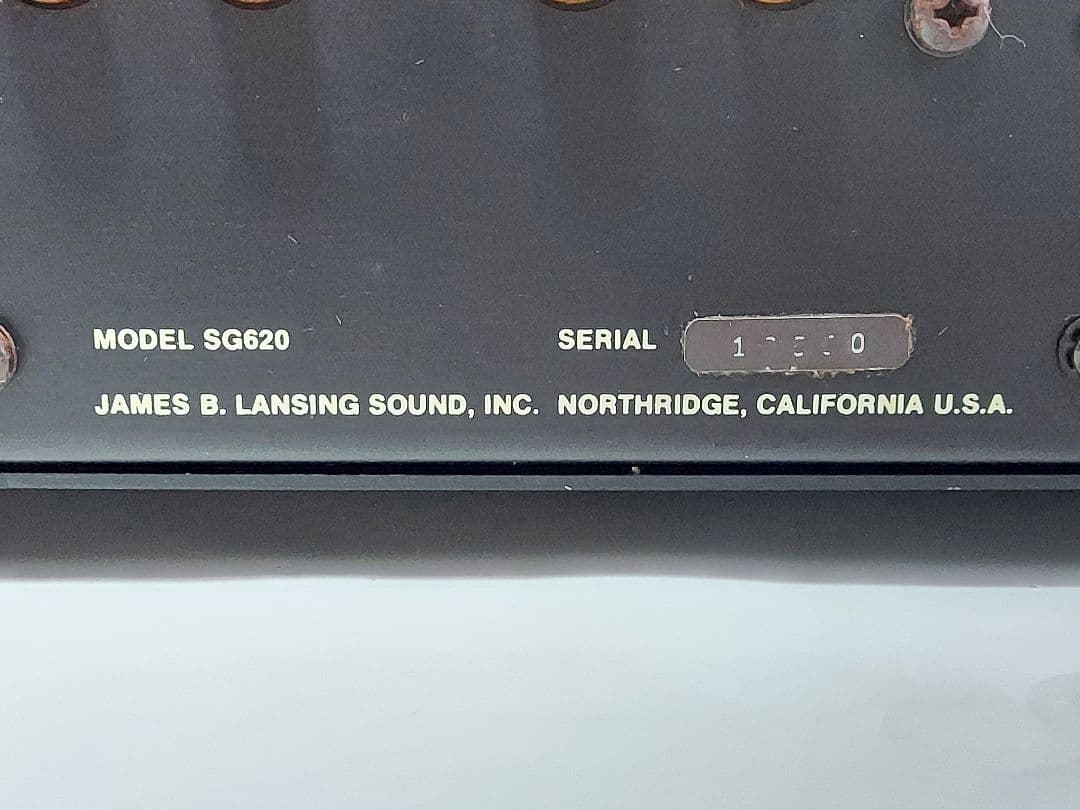 MODEL SG620
SERIAL
JAMES B. LANSING SOUND, INC. NORTHRIDGE, CALIFORNIA U.S.A.